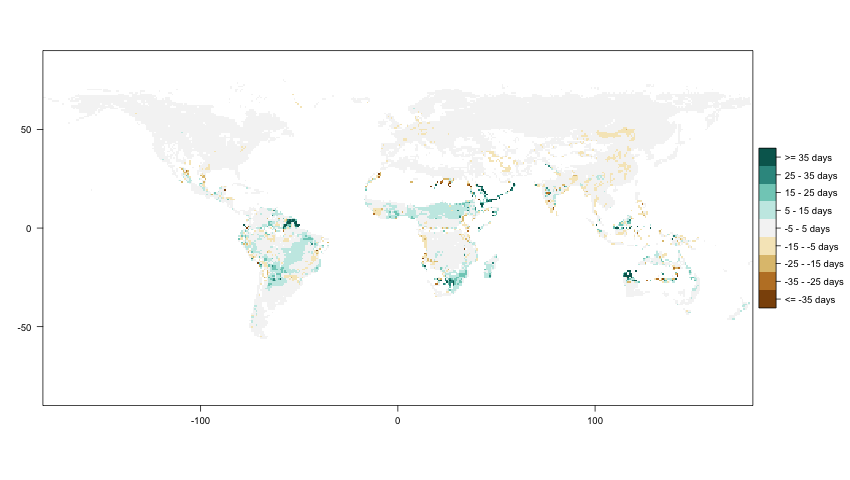 50
0
-50
-100
0
100
>= 35 days
25 - 35 days
15 - 25 days
5 - 15 days
-5 - 5 days
-15 - -5 days
-25 - -15 days
-35 - -25 days
<= -35 days